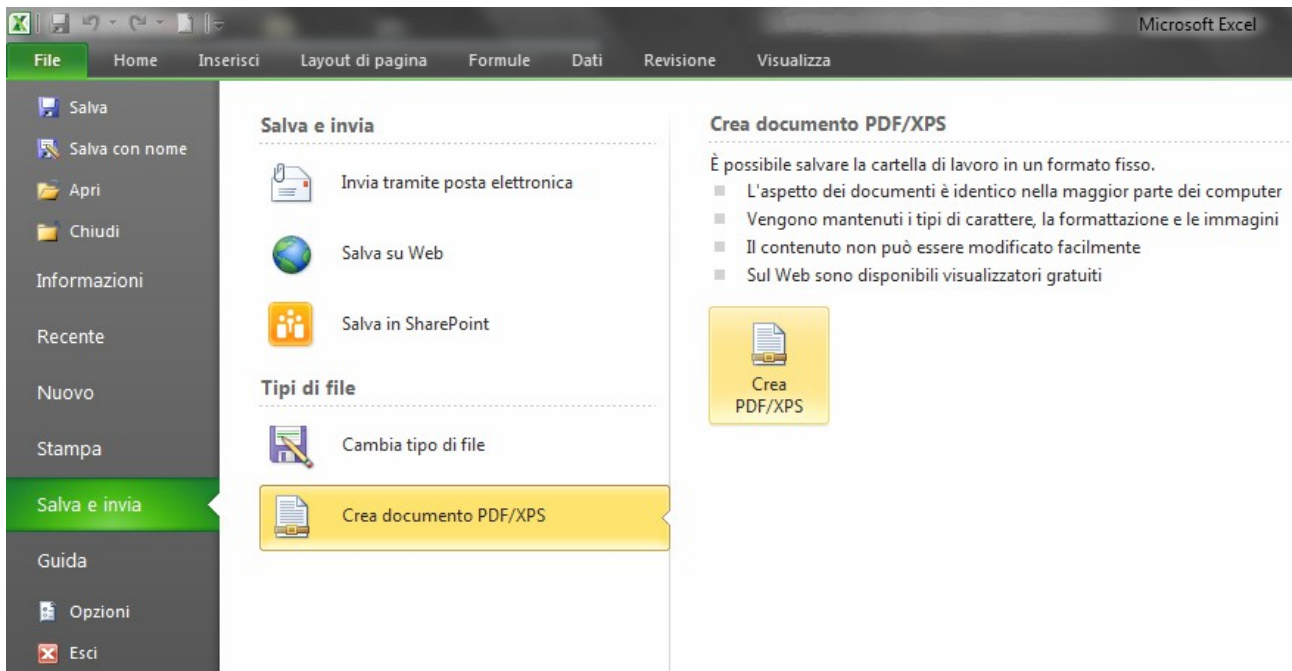 Microsoft Excel
File Home Inserisci Layout di pagina Formule Dati Revisione Visualizza
Salva
Salva con nome
Apri
Chiudi
Informazioni
Recente
Nuovo
Stampa
Salva e invia
Guida
Opzioni
Esci
Salva e invia
Invia tramite posta elettronica
Salva su Web
Salva in SharePoint
Tipi di file
Cambia tipo di file
Crea documento PDF/XPS
Crea documento PDF/XPS
È possibile salvare la cartella di lavoro in un formato fisso.
L'aspetto dei documenti è identico nella maggior parte dei computer
Vengono mantenuti i tipi di carattere, la formattazione e le immagini
Il contenuto non può essere modificato facilmente
Sul Web sono disponibili visualizzatori gratuiti
Crea
PDF/XPS